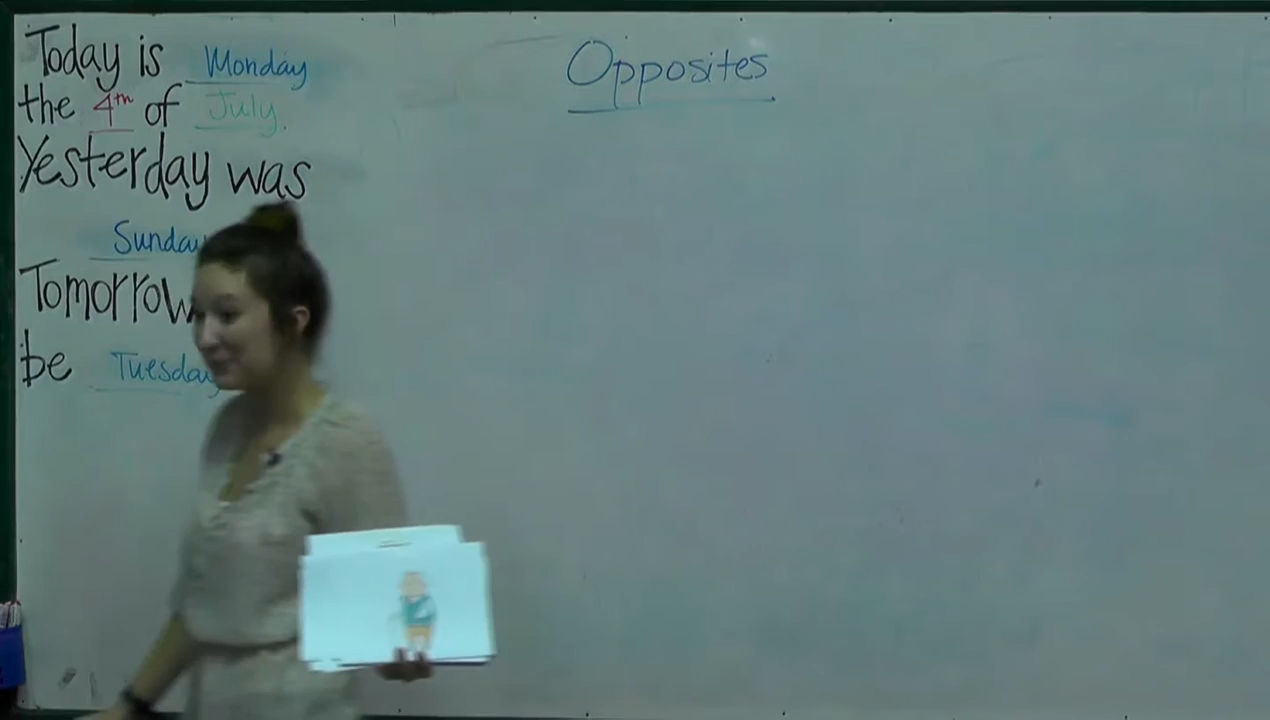 Today is Monday
the 4th of July.
Yesterday was
Sunday
Tomorrow
be Tuesday
Opposites